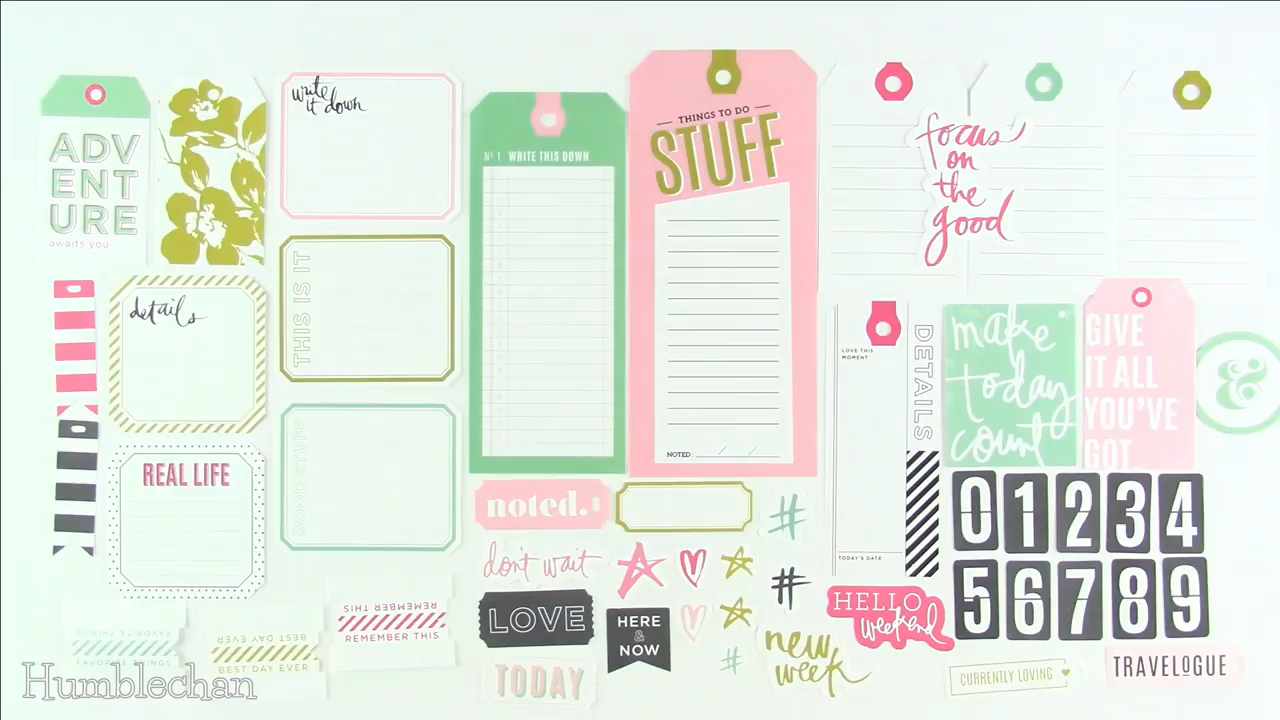 ADV
ENT
URE
awaits you
write
it down
THIS IS IT
GOOD STUFF
details
REAL LIFE
FAVORITE THINGS
FAVORITE THINGS
BEST DAY EVER
BEST DAY EVER
REMEMBER THIS
REMEMBER THIS
Humblechan
Nº 1 WRITE THIS DOWN
THINGS TO DO
STUFF
NOTED
noted.
#
don't wait
LOVE
HERE
&
NOW
TODAY
#
#
new
week
focus
on
the
good
LOVE THIS
MOMENT
TODAY'S DATE
DETAILS
make
today
count
GIVE
IT ALL
YOU'VE
GOT
&
0 1 2 3 4
5 6 7 8 9
HELLO
weekend
CURRENTLY LOVING
TRAVELOGUE